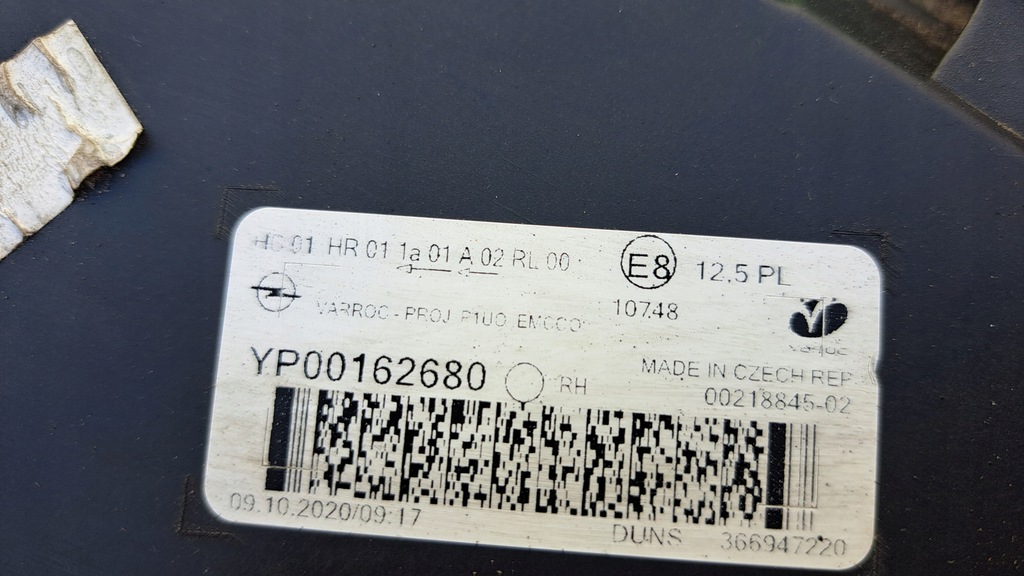 HC 01 HR 01 1a 01 A 02 RL 00
E8 12.5 PL
10748
VARROC - PROJ P1UO
YP00162680 RH
MADE IN CZECH REP
00218845-02
09.10.2020/09:17
DUNS 366947220